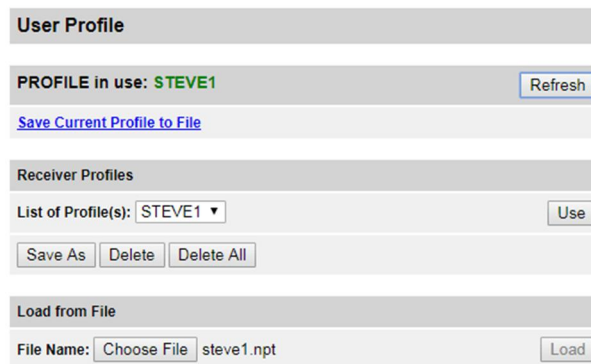 User Profile
PROFILE in use: STEVE1 Refresh
Save Current Profile to File
Receiver Profiles
List of Profile(s): STEVE1 Use
Save As Delete Delete All
Load from File
File Name: Choose File steve1.npt Load